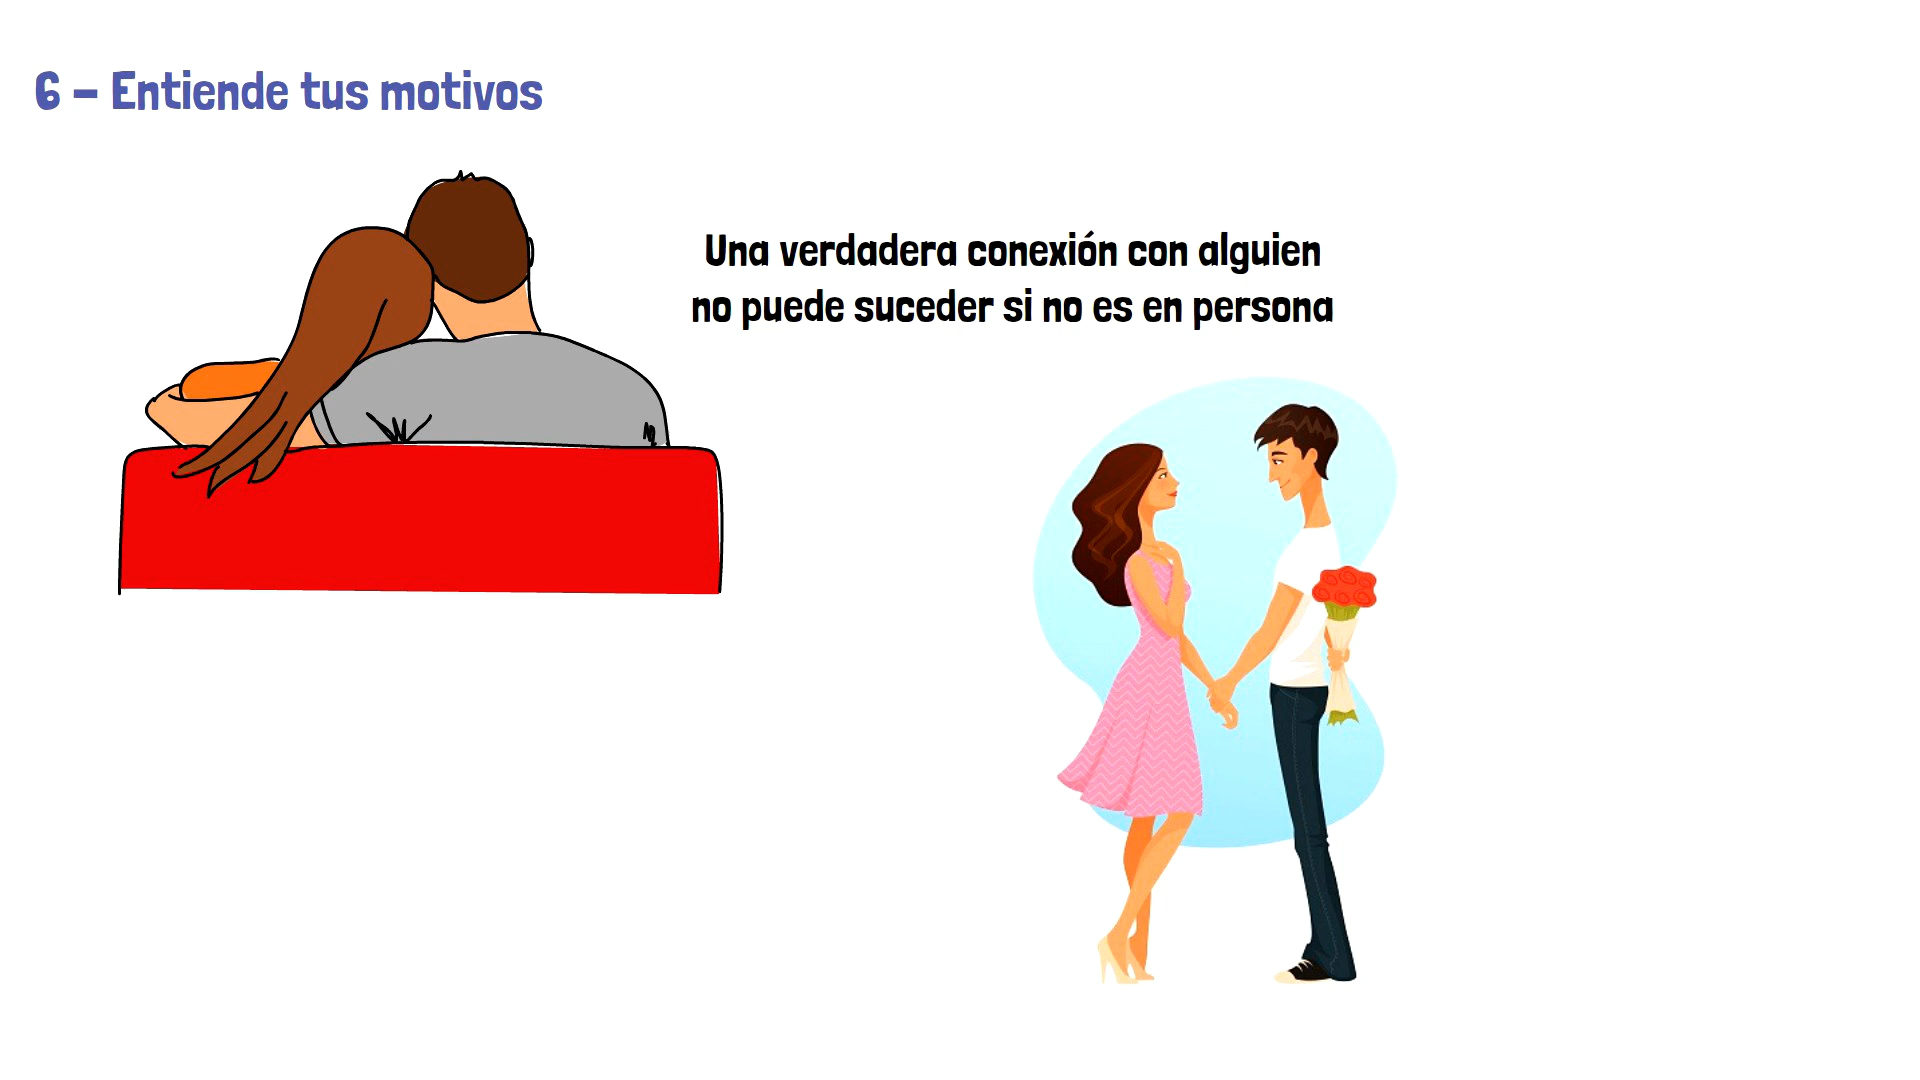 6 – Entiende tus motivos
Una verdadera conexión con alguien
no puede suceder si no es en persona